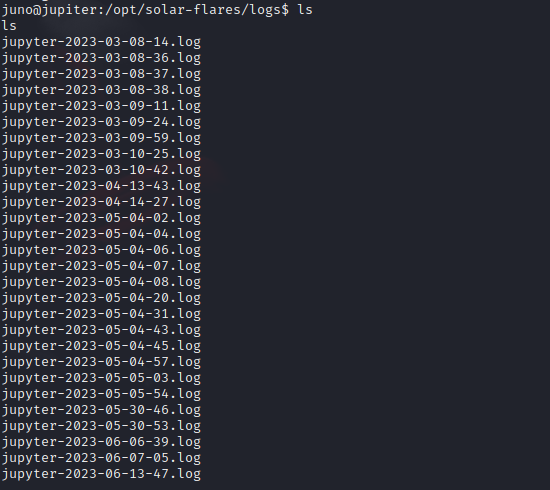 juno@jupiter:/opt/solar-flares/logs$ ls
ls
jupyter-2023-03-08-14.log
jupyter-2023-03-08-36.log
jupyter-2023-03-08-37.log
jupyter-2023-03-08-38.log
jupyter-2023-03-09-11.log
jupyter-2023-03-09-24.log
jupyter-2023-03-09-59.log
jupyter-2023-03-10-25.log
jupyter-2023-03-10-42.log
jupyter-2023-04-13-43.log
jupyter-2023-04-14-27.log
jupyter-2023-05-04-02.log
jupyter-2023-05-04-04.log
jupyter-2023-05-04-06.log
jupyter-2023-05-04-07.log
jupyter-2023-05-04-08.log
jupyter-2023-05-04-20.log
jupyter-2023-05-04-31.log
jupyter-2023-05-04-43.log
jupyter-2023-05-04-45.log
jupyter-2023-05-04-57.log
jupyter-2023-05-05-03.log
jupyter-2023-05-05-54.log
jupyter-2023-05-30-46.log
jupyter-2023-05-30-53.log
jupyter-2023-06-06-39.log
jupyter-2023-06-07-05.log
jupyter-2023-06-13-47.log